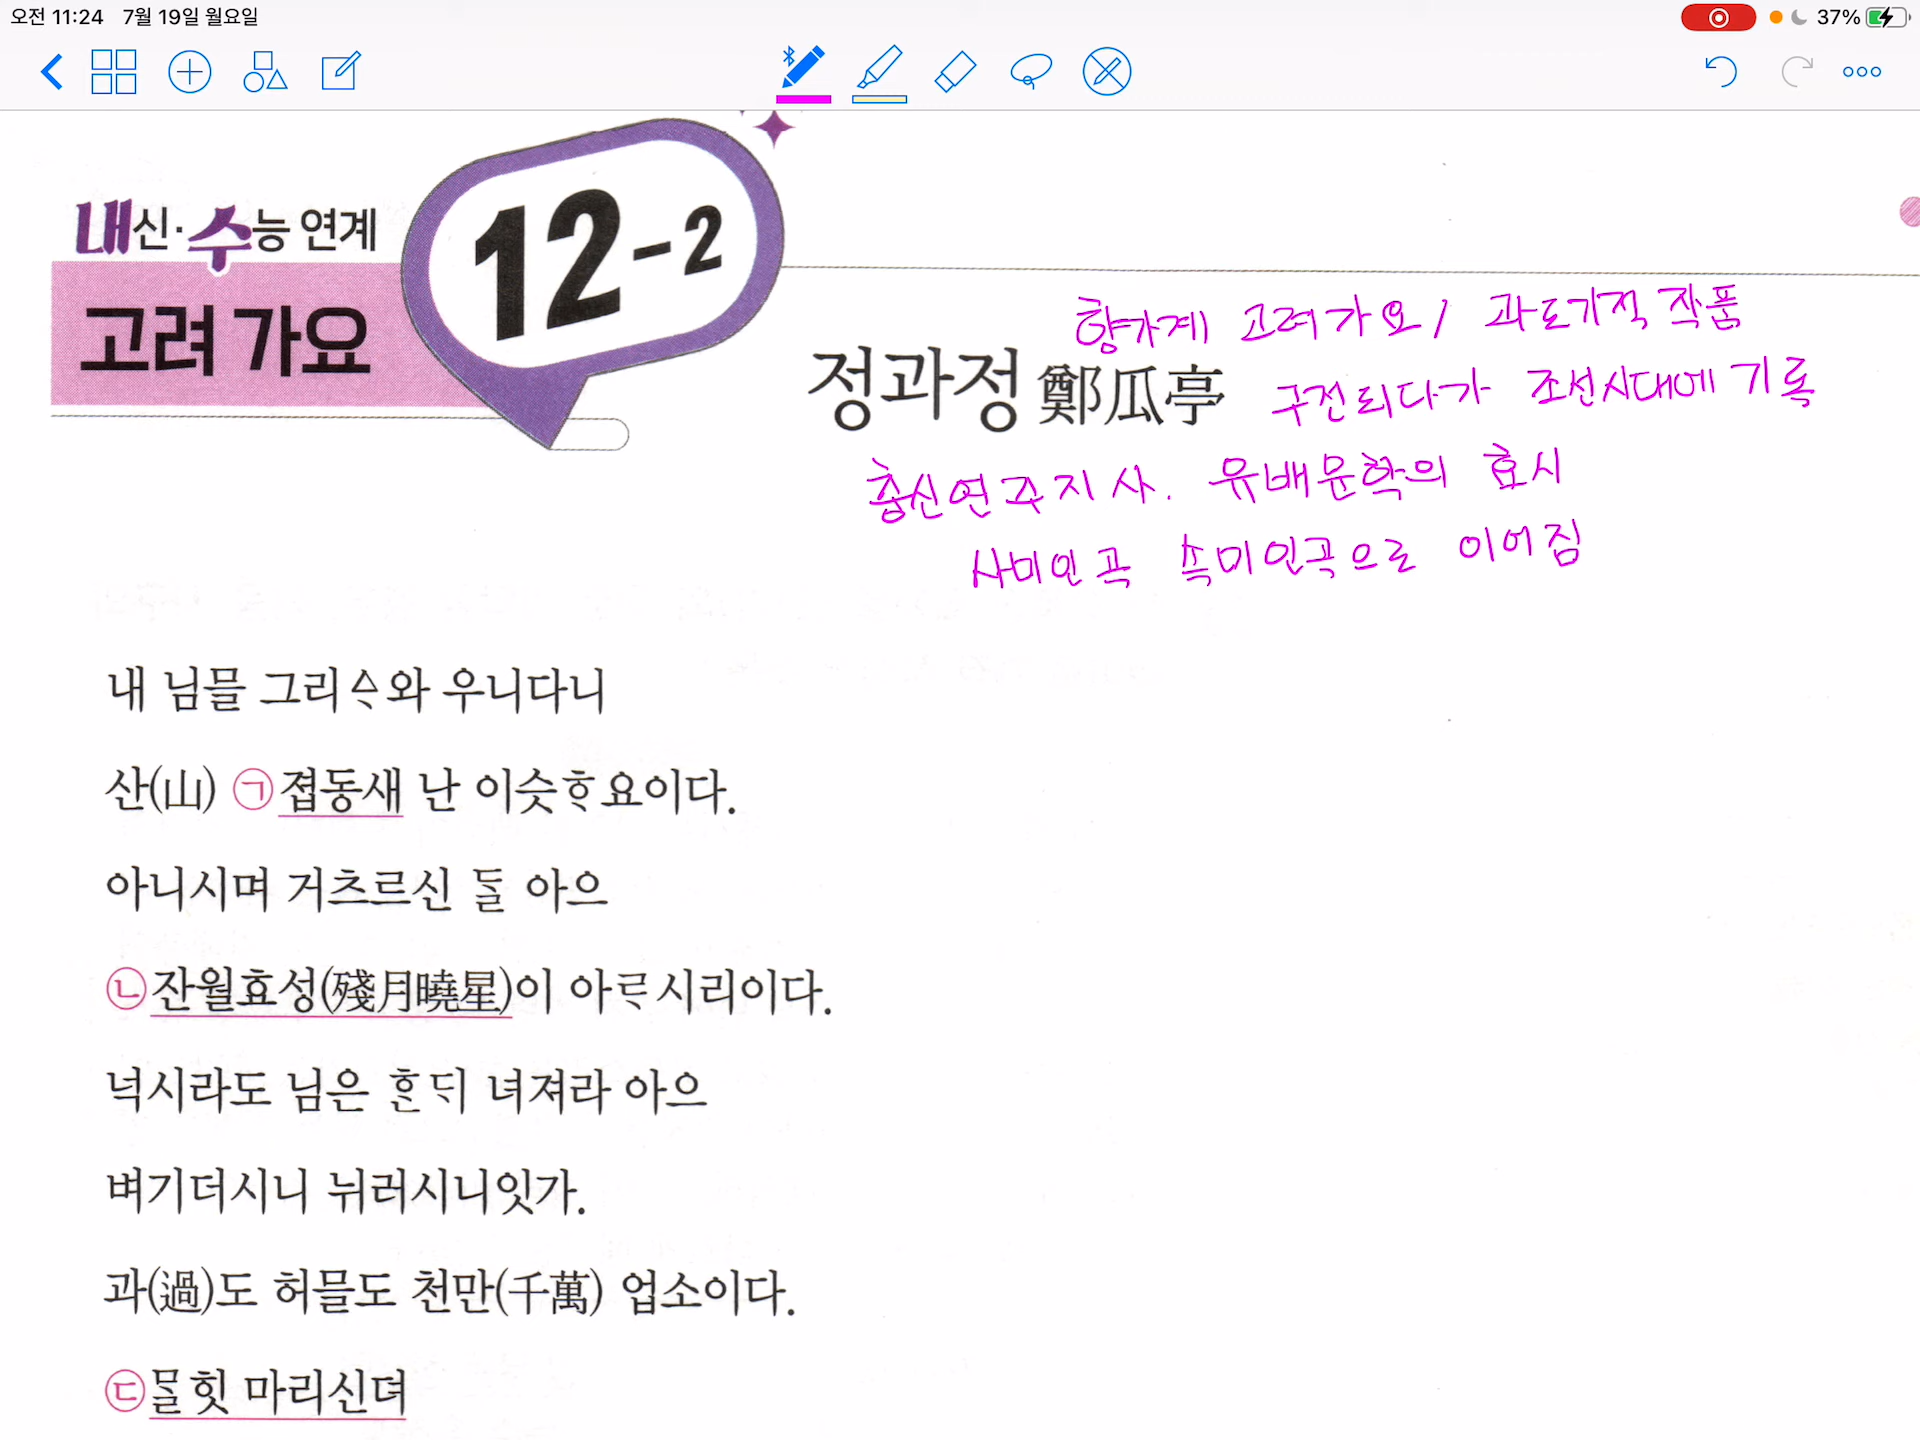 오전 11:24 7월 19일 월요일
37%
내신·수능 연계
고려 가요
12-2
향가계 고려가요 / 과도기적 작품
정과정 鄭瓜亭
구전되다가 조선시대에 기록
충신연주지사. 유배문학의 효시
사미인곡 속미인곡으로 이어짐
내 님믈 그리ᅀᆞ와 우니다니
산(山) ㉠졉동새 난 이슷ᄒᆞ요이다.
아니시며 거츠르신 ᄃᆞᆯ 아으
㉡잔월효성(殘月曉星)이 아ᄅᆞ시리이다.
넉시라도 님은 ᄒᆞᆫᄃᆡ 녀져라 아으
벼기더시니 뉘러시니잇가.
과(過)도 허믈도 천만(千萬) 업소이다.
㉢ᄆᆞᆯ힛 마리신뎌